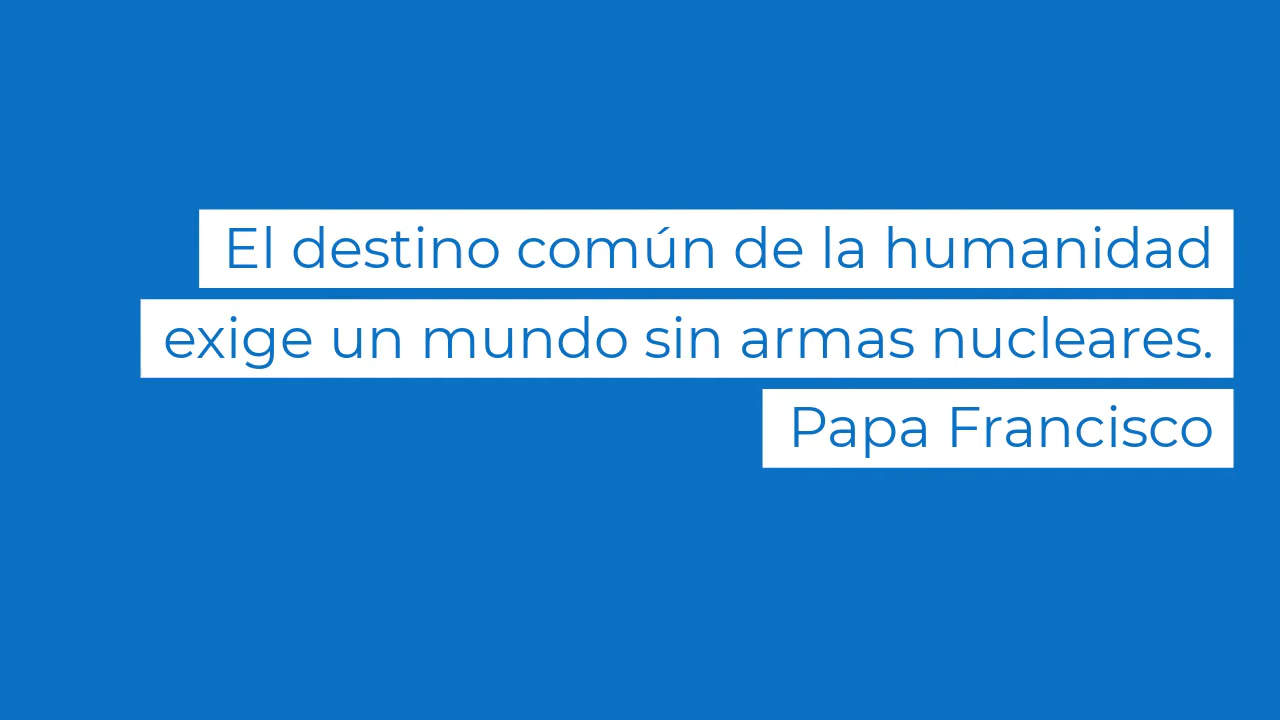 El destino común de la humanidad
exige un mundo sin armas nucleares.
Papa Francisco